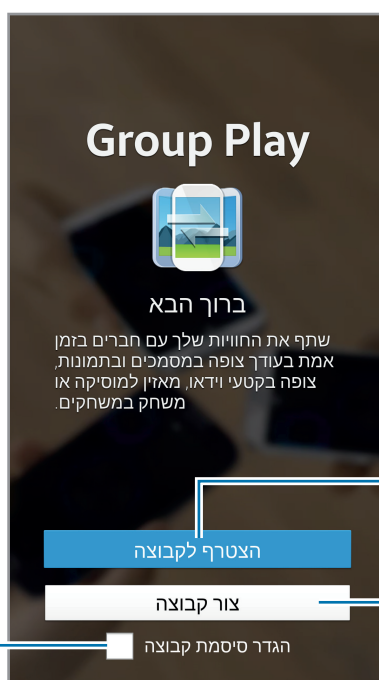 Group Play
ברוך הבא
שתף את החוויות שלך עם חברים בזמן
אמת בעודך צופה במסמכים ובתמונות,
צופה בקטעי וידאו, מאזין למוסיקה או
משחק במשחקים.
הצטרף לקבוצה
צור קבוצה
הגדר סיסמת קבוצה